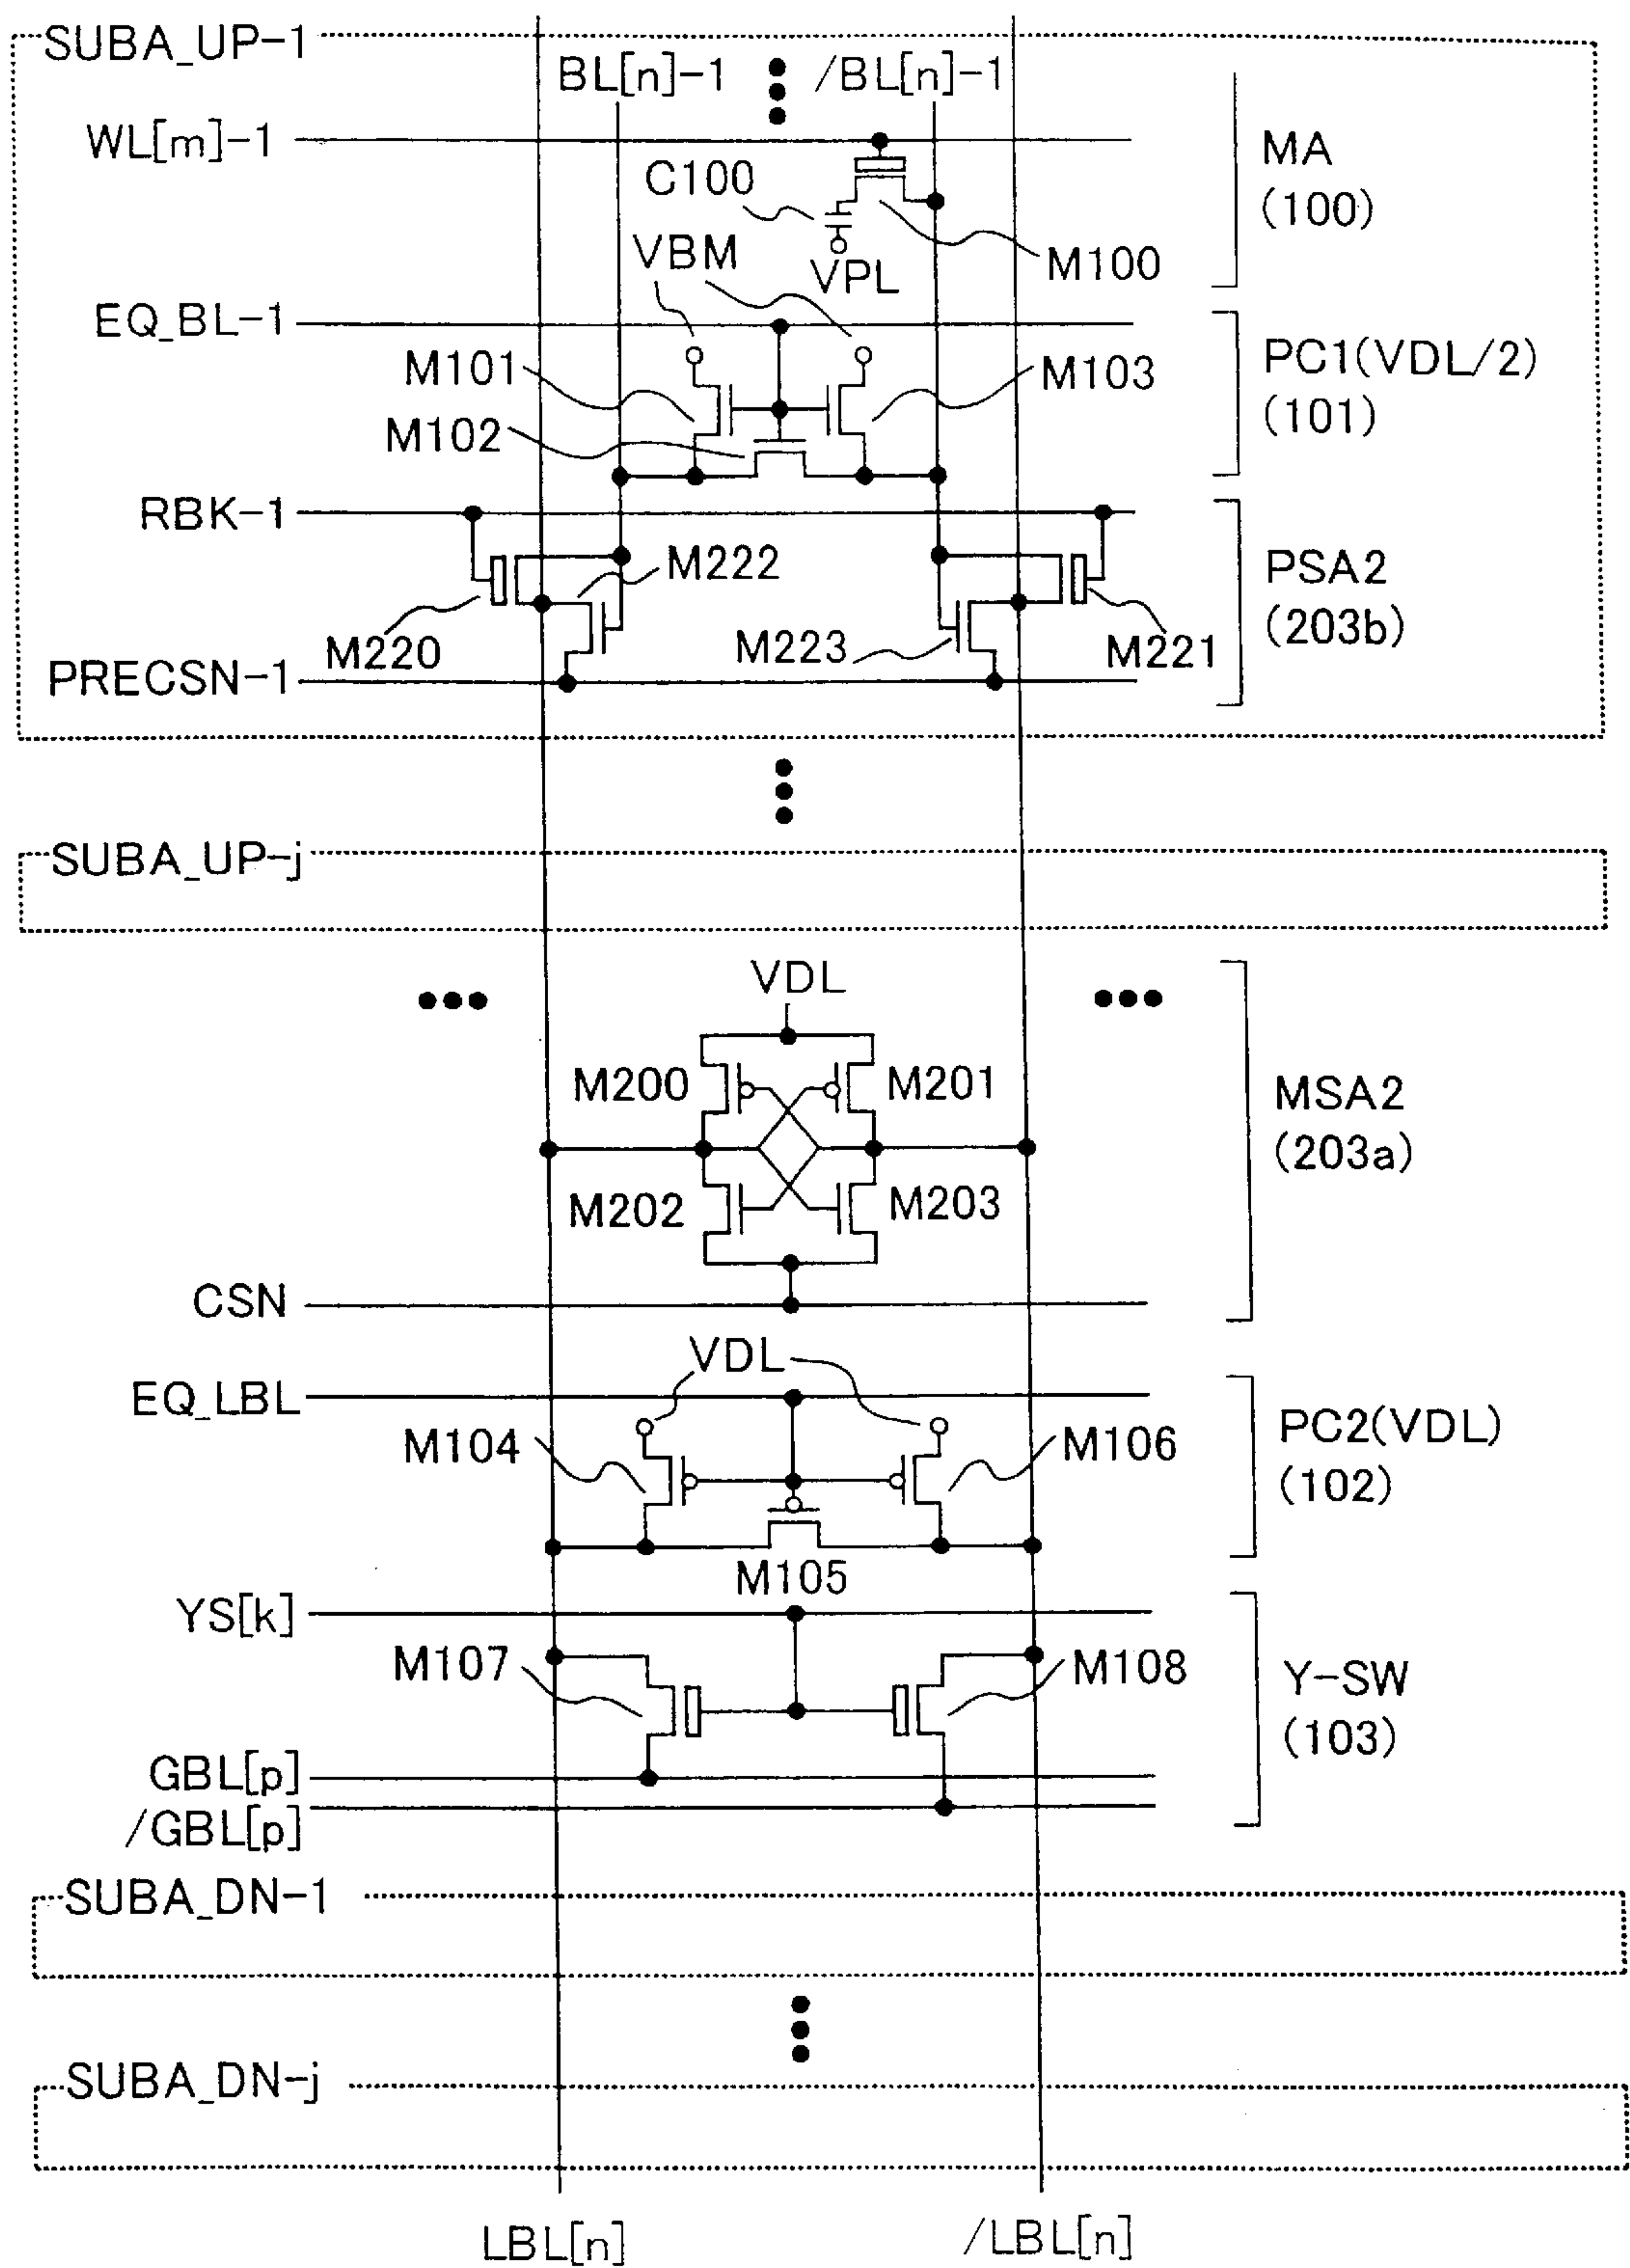 SUBA_UP-1
BL[n]-1
/BL[n]-1
WL[m]-1
C100
MA
(100)
VBM
VPL
M100
EQ_BL-1
M101
M103
PC1(VDL/2)
(101)
M102
RBK-1
M222
PSA2
(203b)
M220
M223
M221
PRECSN-1
SUBA_UP-j
VDL
M200
M201
MSA2
(203a)
M202
M203
CSN
VDL
EQ_LBL
M104
M106
PC2(VDL)
(102)
M105
YS[k]
M107
M108
Y-SW
(103)
GBL[p]
/GBL[p]
SUBA_DN-1
SUBA_DN-j
LBL[n]
/LBL[n]